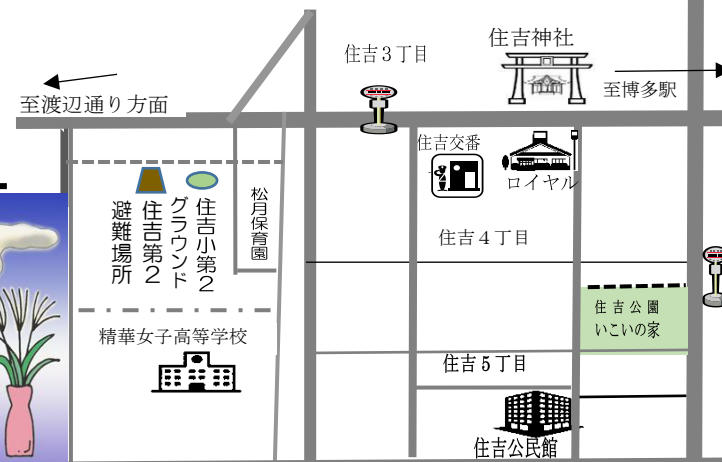 住吉３丁目
住吉神社
至渡辺通り方面
至博多駅
住吉交番
ロイヤル
松月保育園
住吉小第２
グラウンド
住吉第２
避難場所
住吉４丁目
住吉公園
いこいの家
精華女子高等学校
住吉５丁目
住吉公民館